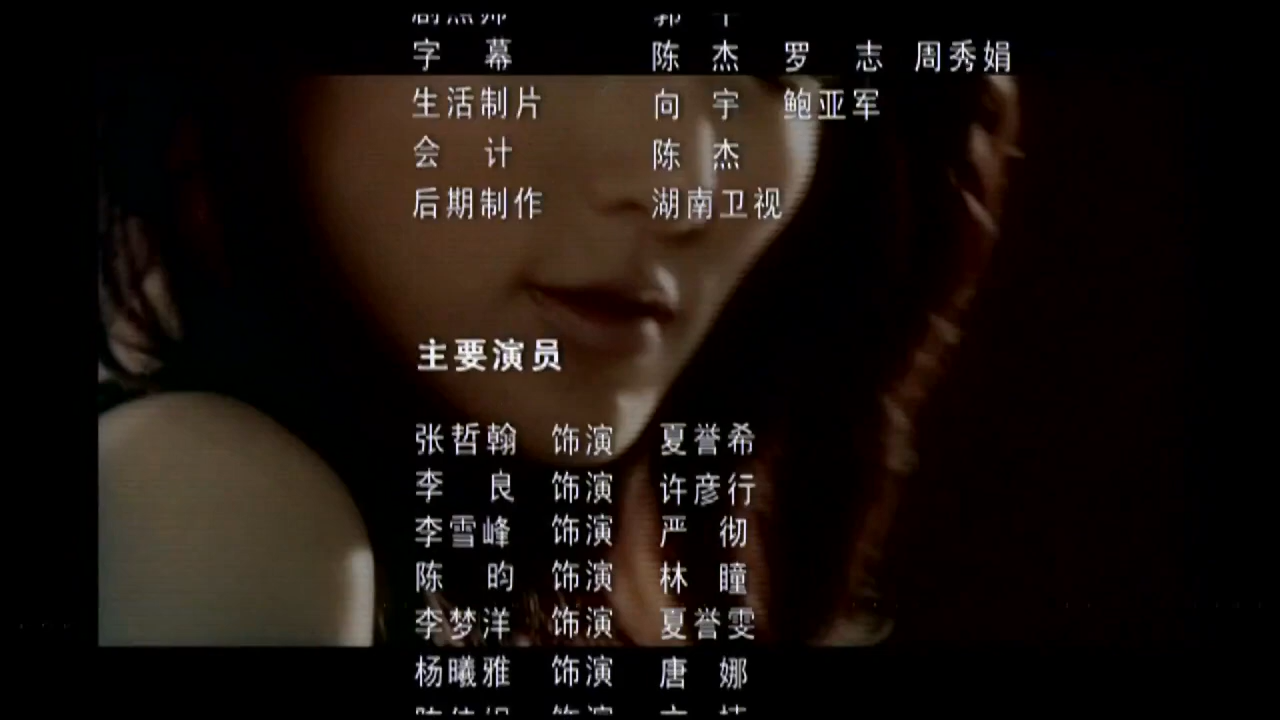 字 幕 陈 杰 罗 志 周秀娟
生活制片 向 宇 鲍亚军
会 计 陈 杰
后期制作 湖南卫视
主要演员
张哲翰 饰演 夏誉希
李 良 饰演 许彦行
李雪峰 饰演 严 彻
陈 昀 饰演 林 瞳
李梦洋 饰演 夏誉雯
杨曦雅 饰演 唐 娜